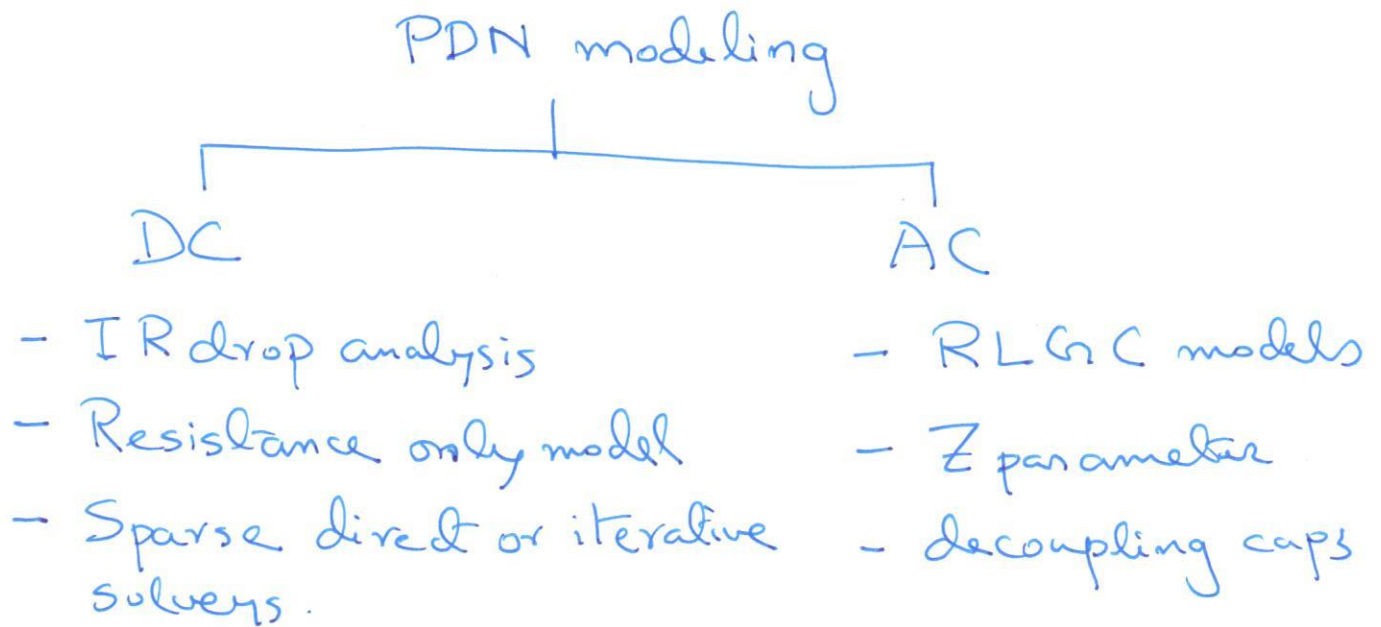 PDN modeling
DC
AC
- IR drop analysis
- Resistance only model
- Sparse direct or iterative
solvers.
- RLGC models
- Z parameter
- decoupling caps